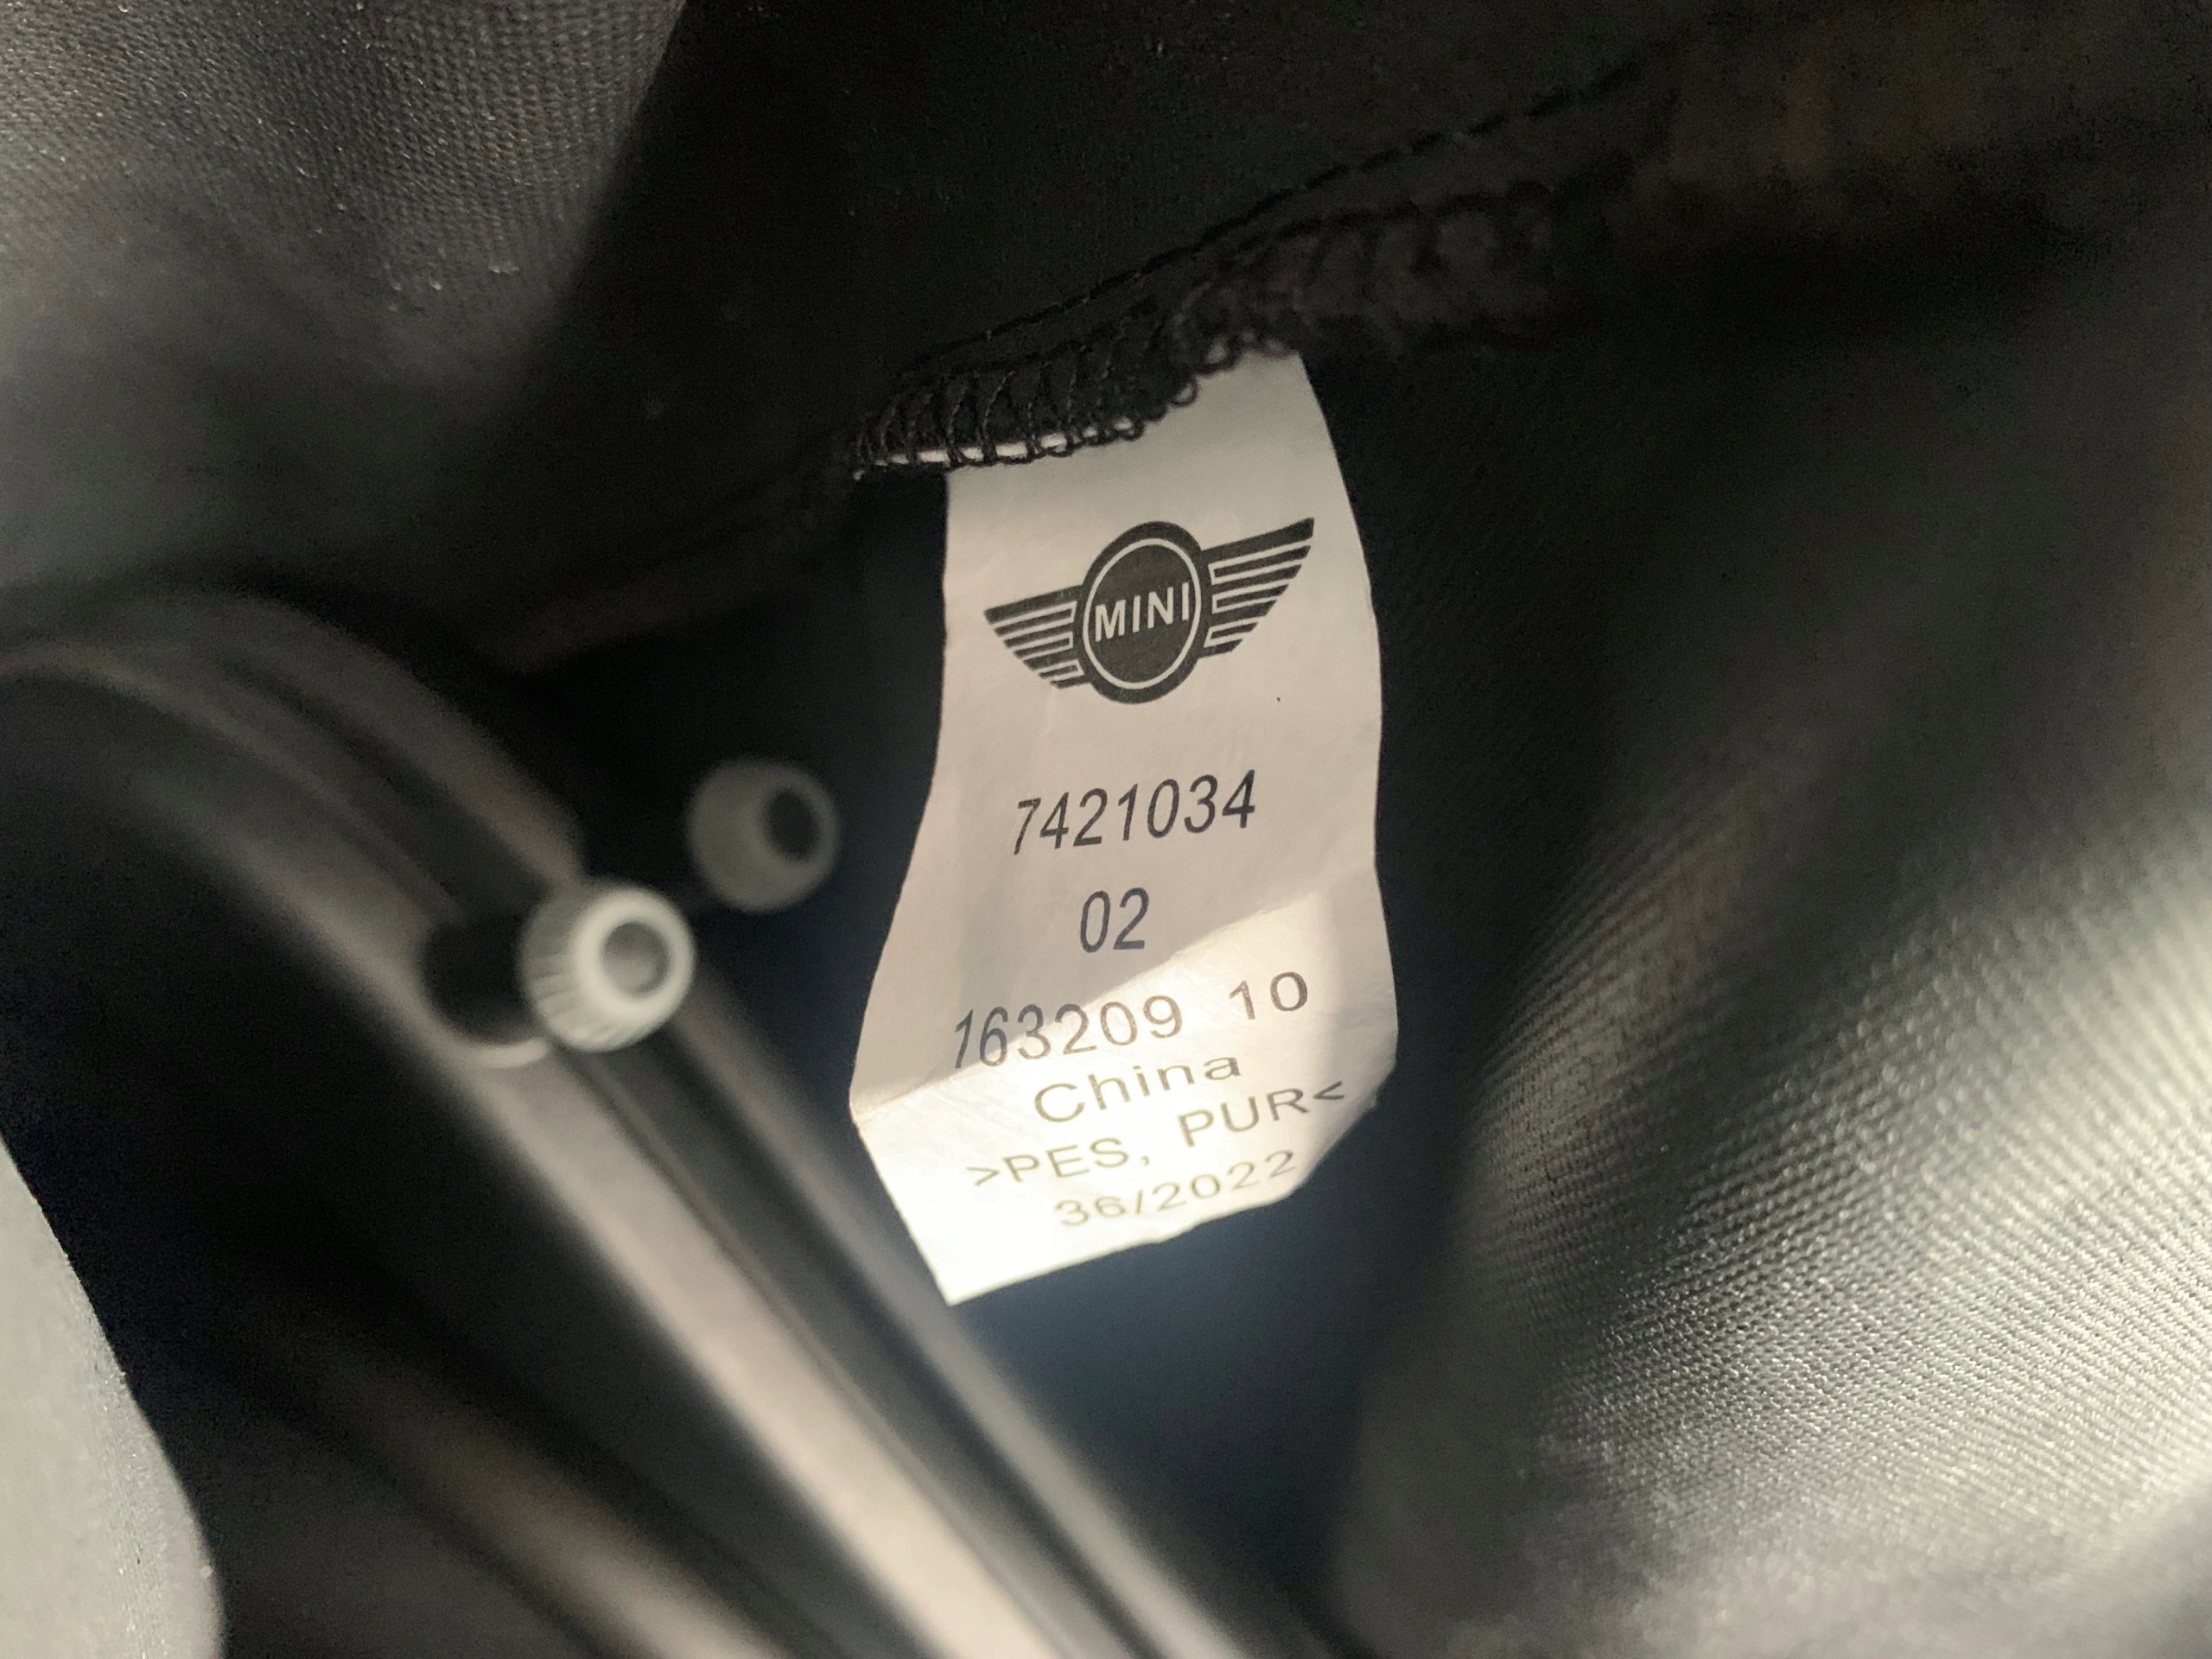 MINI
7421034
02
163209 10
China
>PES, PUR<
36/2022